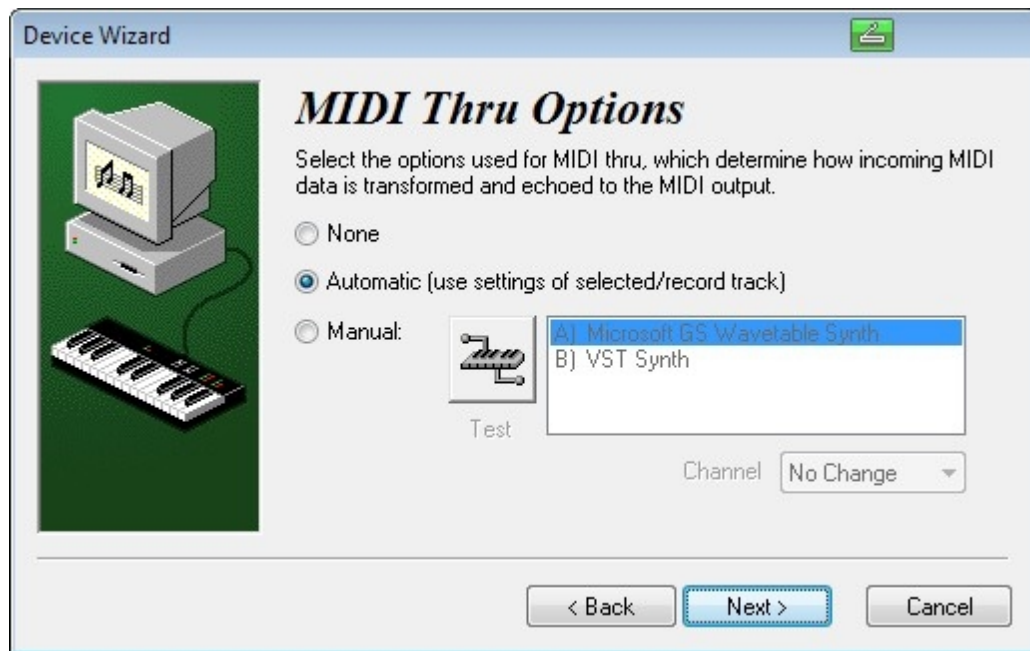 Device Wizard
MIDI Thru Options
Select the options used for MIDI thru, which determine how incoming MIDI
data is transformed and echoed to the MIDI output.
None
Automatic (use settings of selected/record track)
Manual:
A) Microsoft GS Wavetable Synth
B) VST Synth
Test
Channel No Change
< Back Next > Cancel